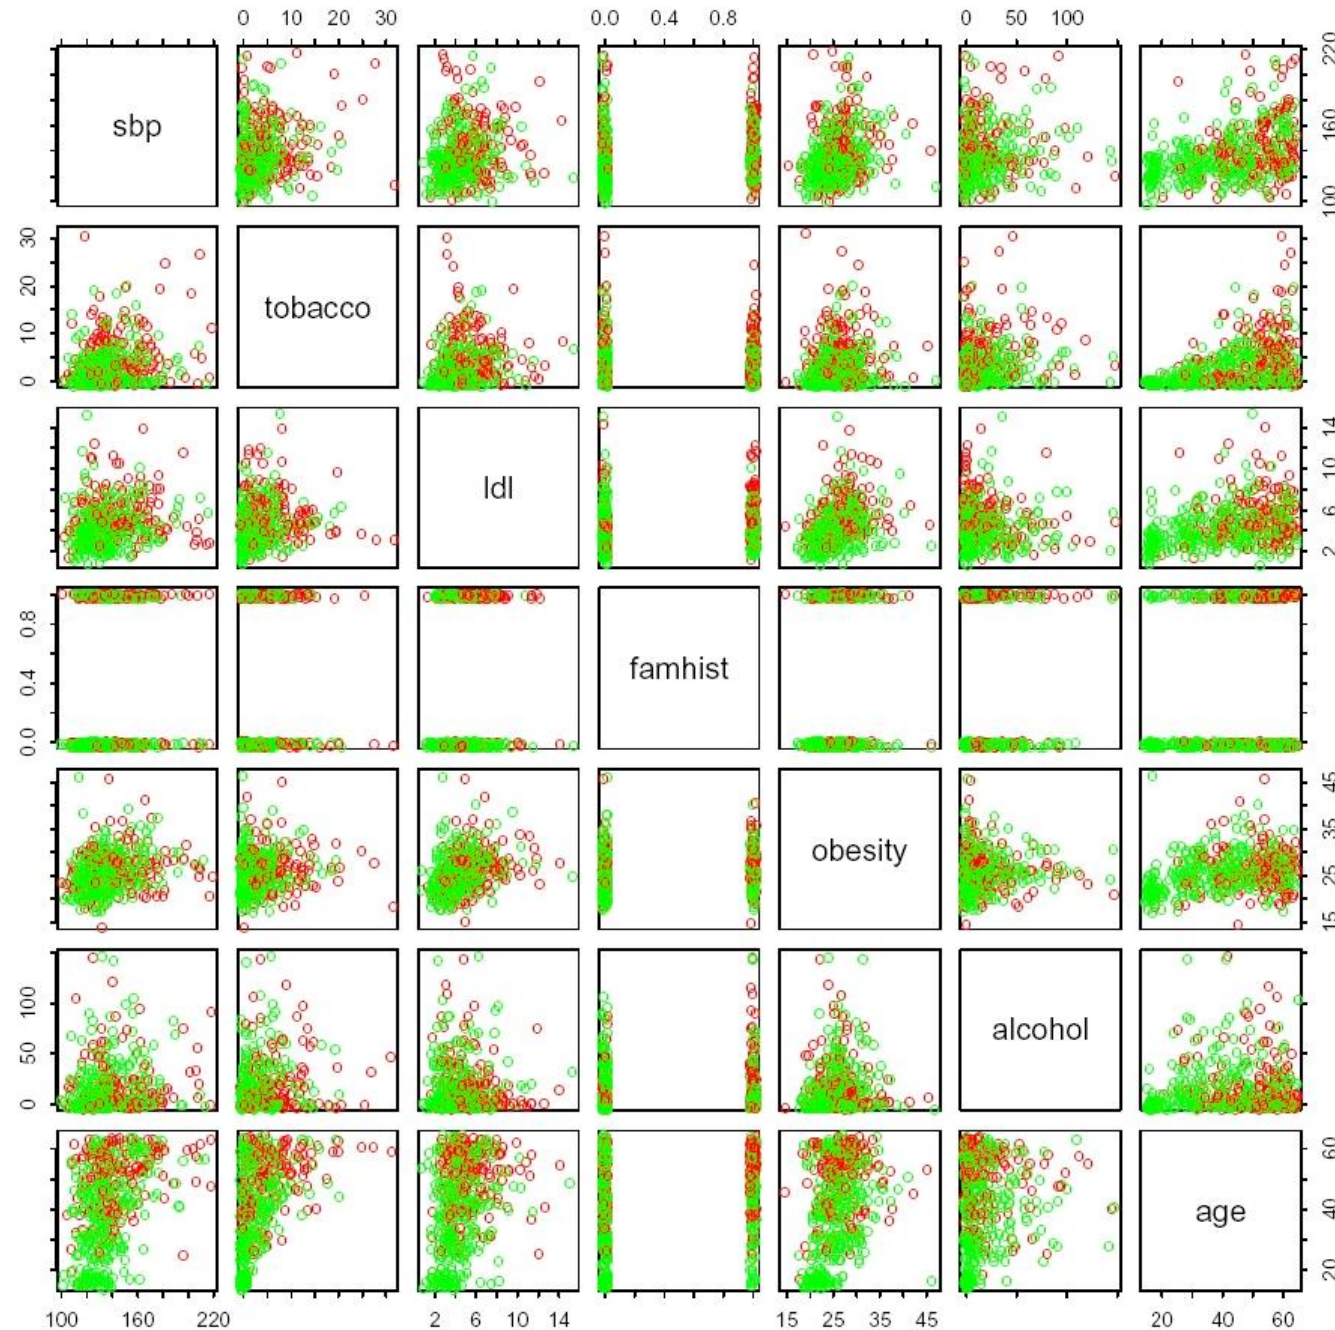 0 10 20 30 0.0 0.4 0.8 0 50 100
sbp 100 160 220
0 10 20 30 tobacco
ldl 2 6 10 14
0.0 0.4 0.8 famhist
obesity 15 25 35 45
0 50 100 alcohol
age 20 40 60
100 160 220 2 6 10 14 15 25 35 45 20 40 60